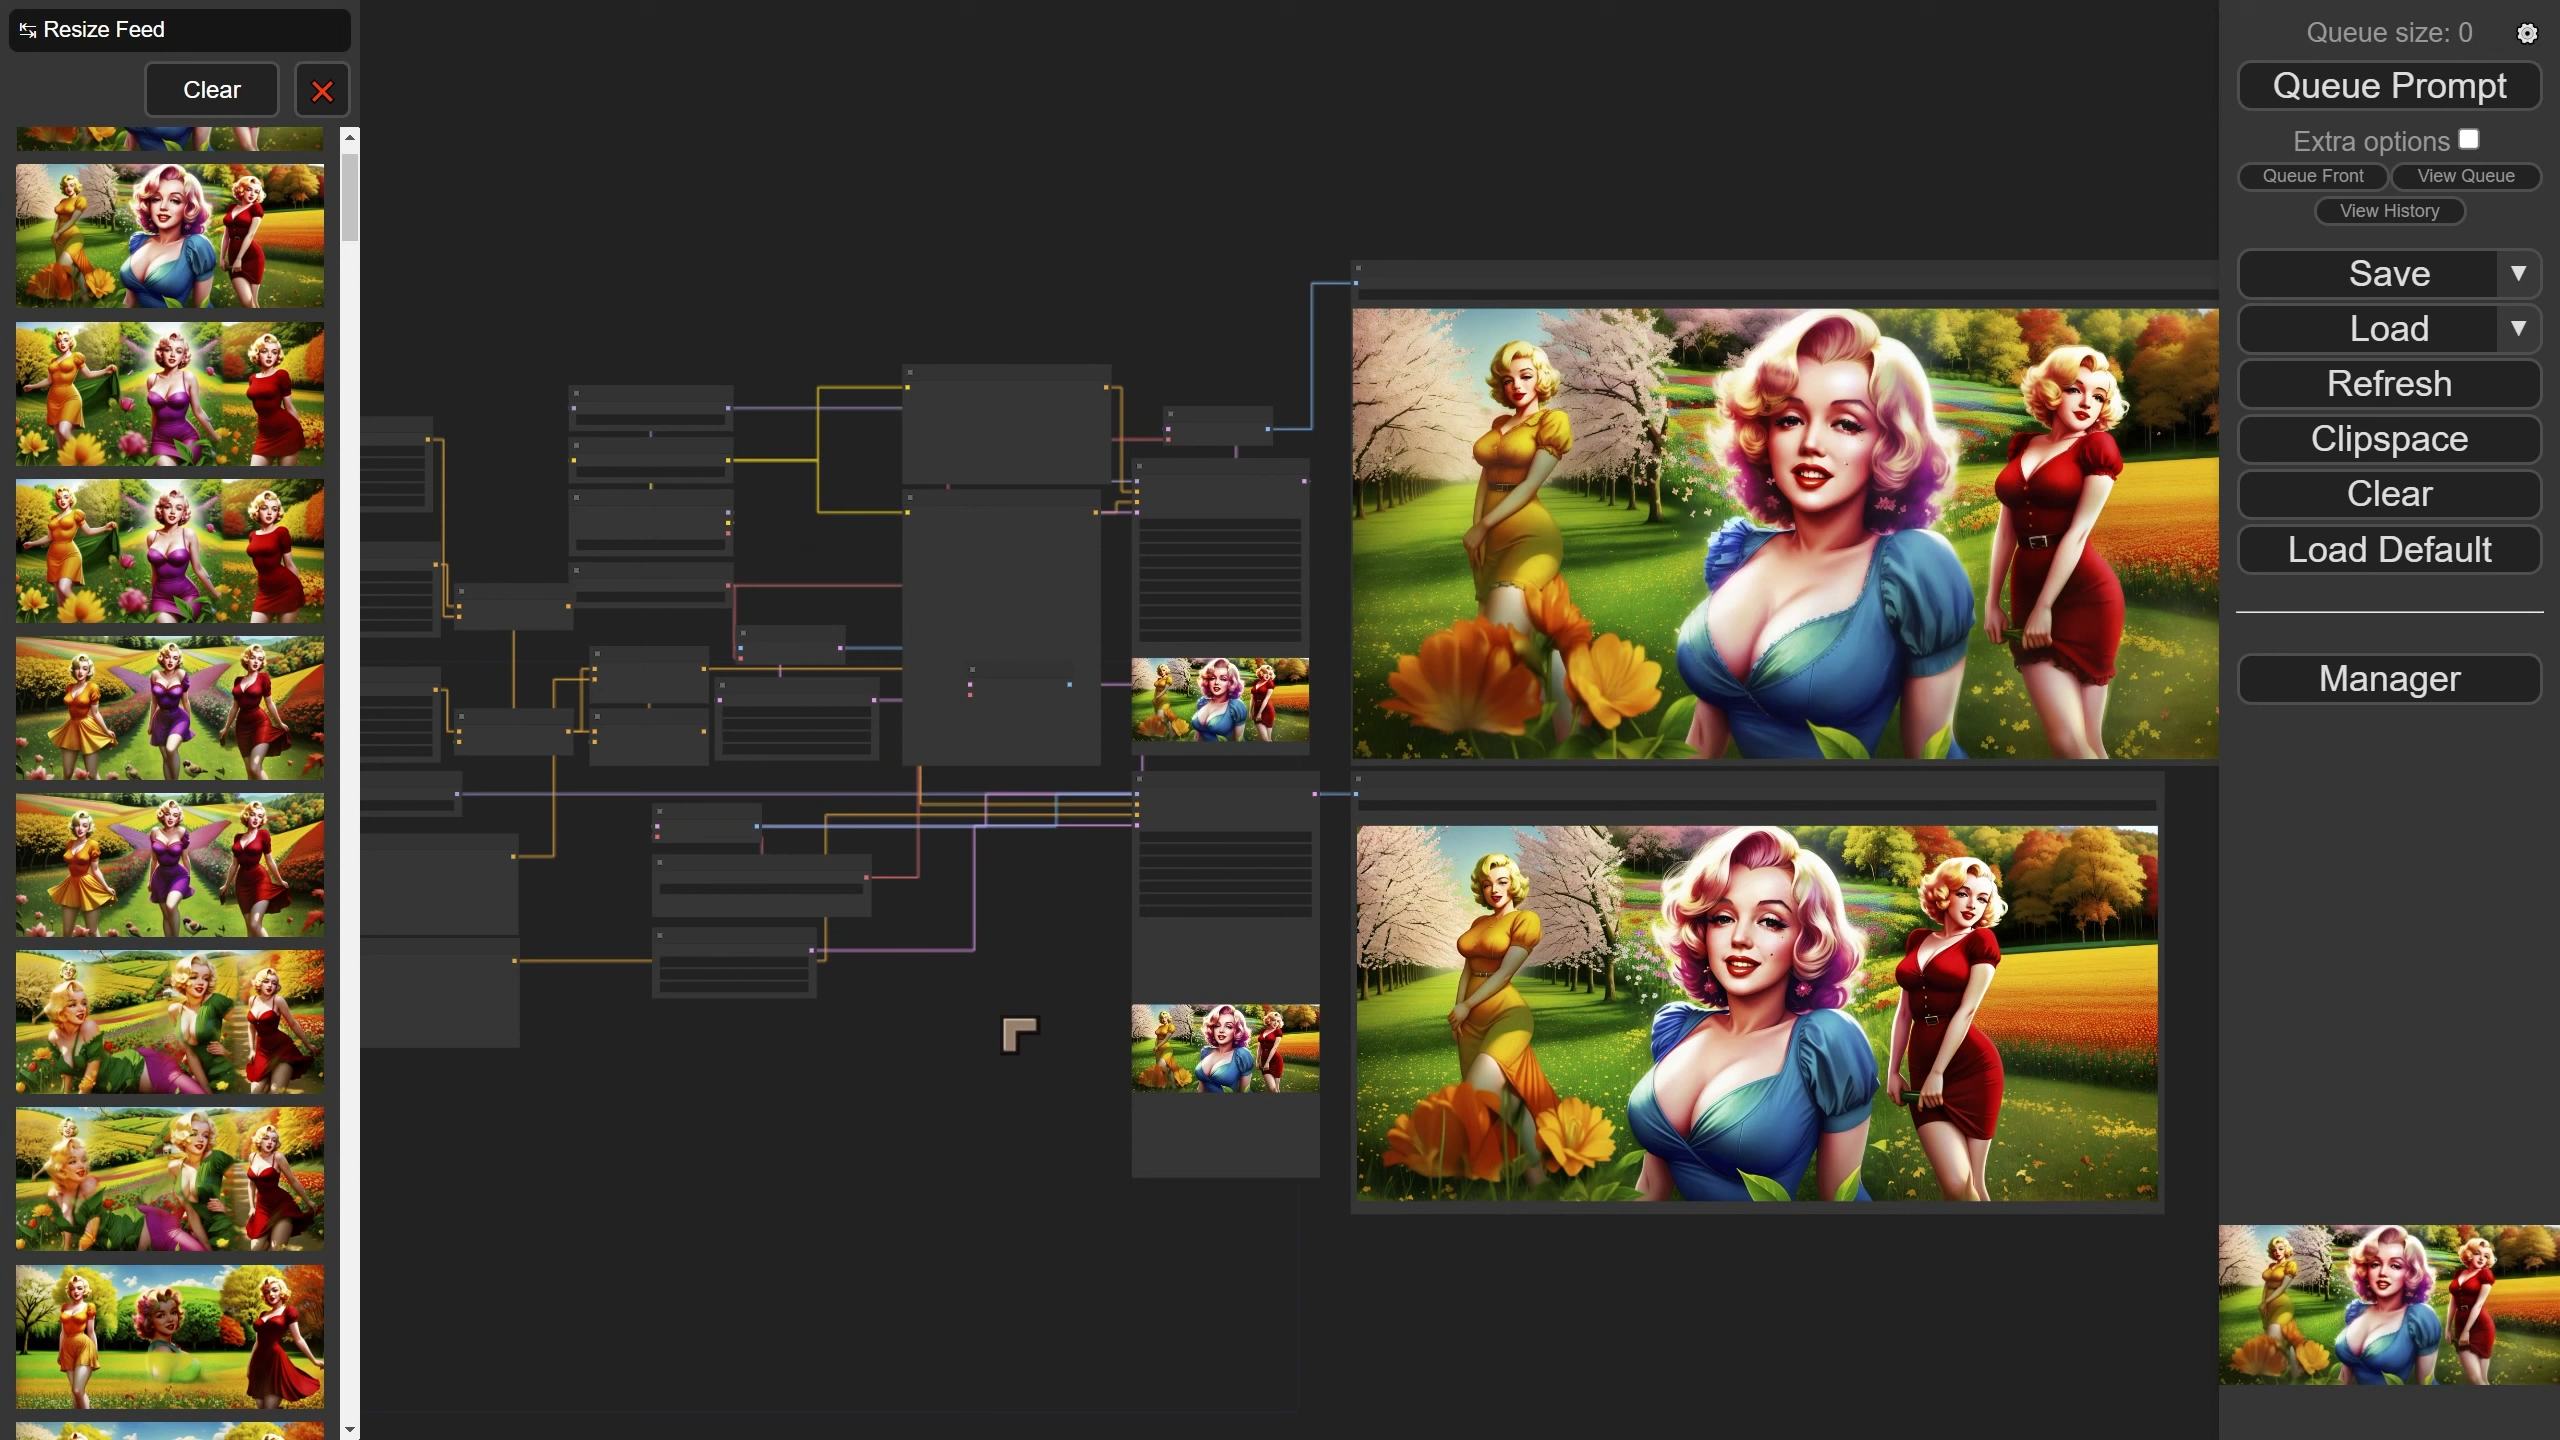 Resize Feed
Clear
Queue size: 0
Queue Prompt
Extra options
Queue Front
View Queue
View History
Save
Load
Refresh
Clipspace
Clear
Load Default
Manager